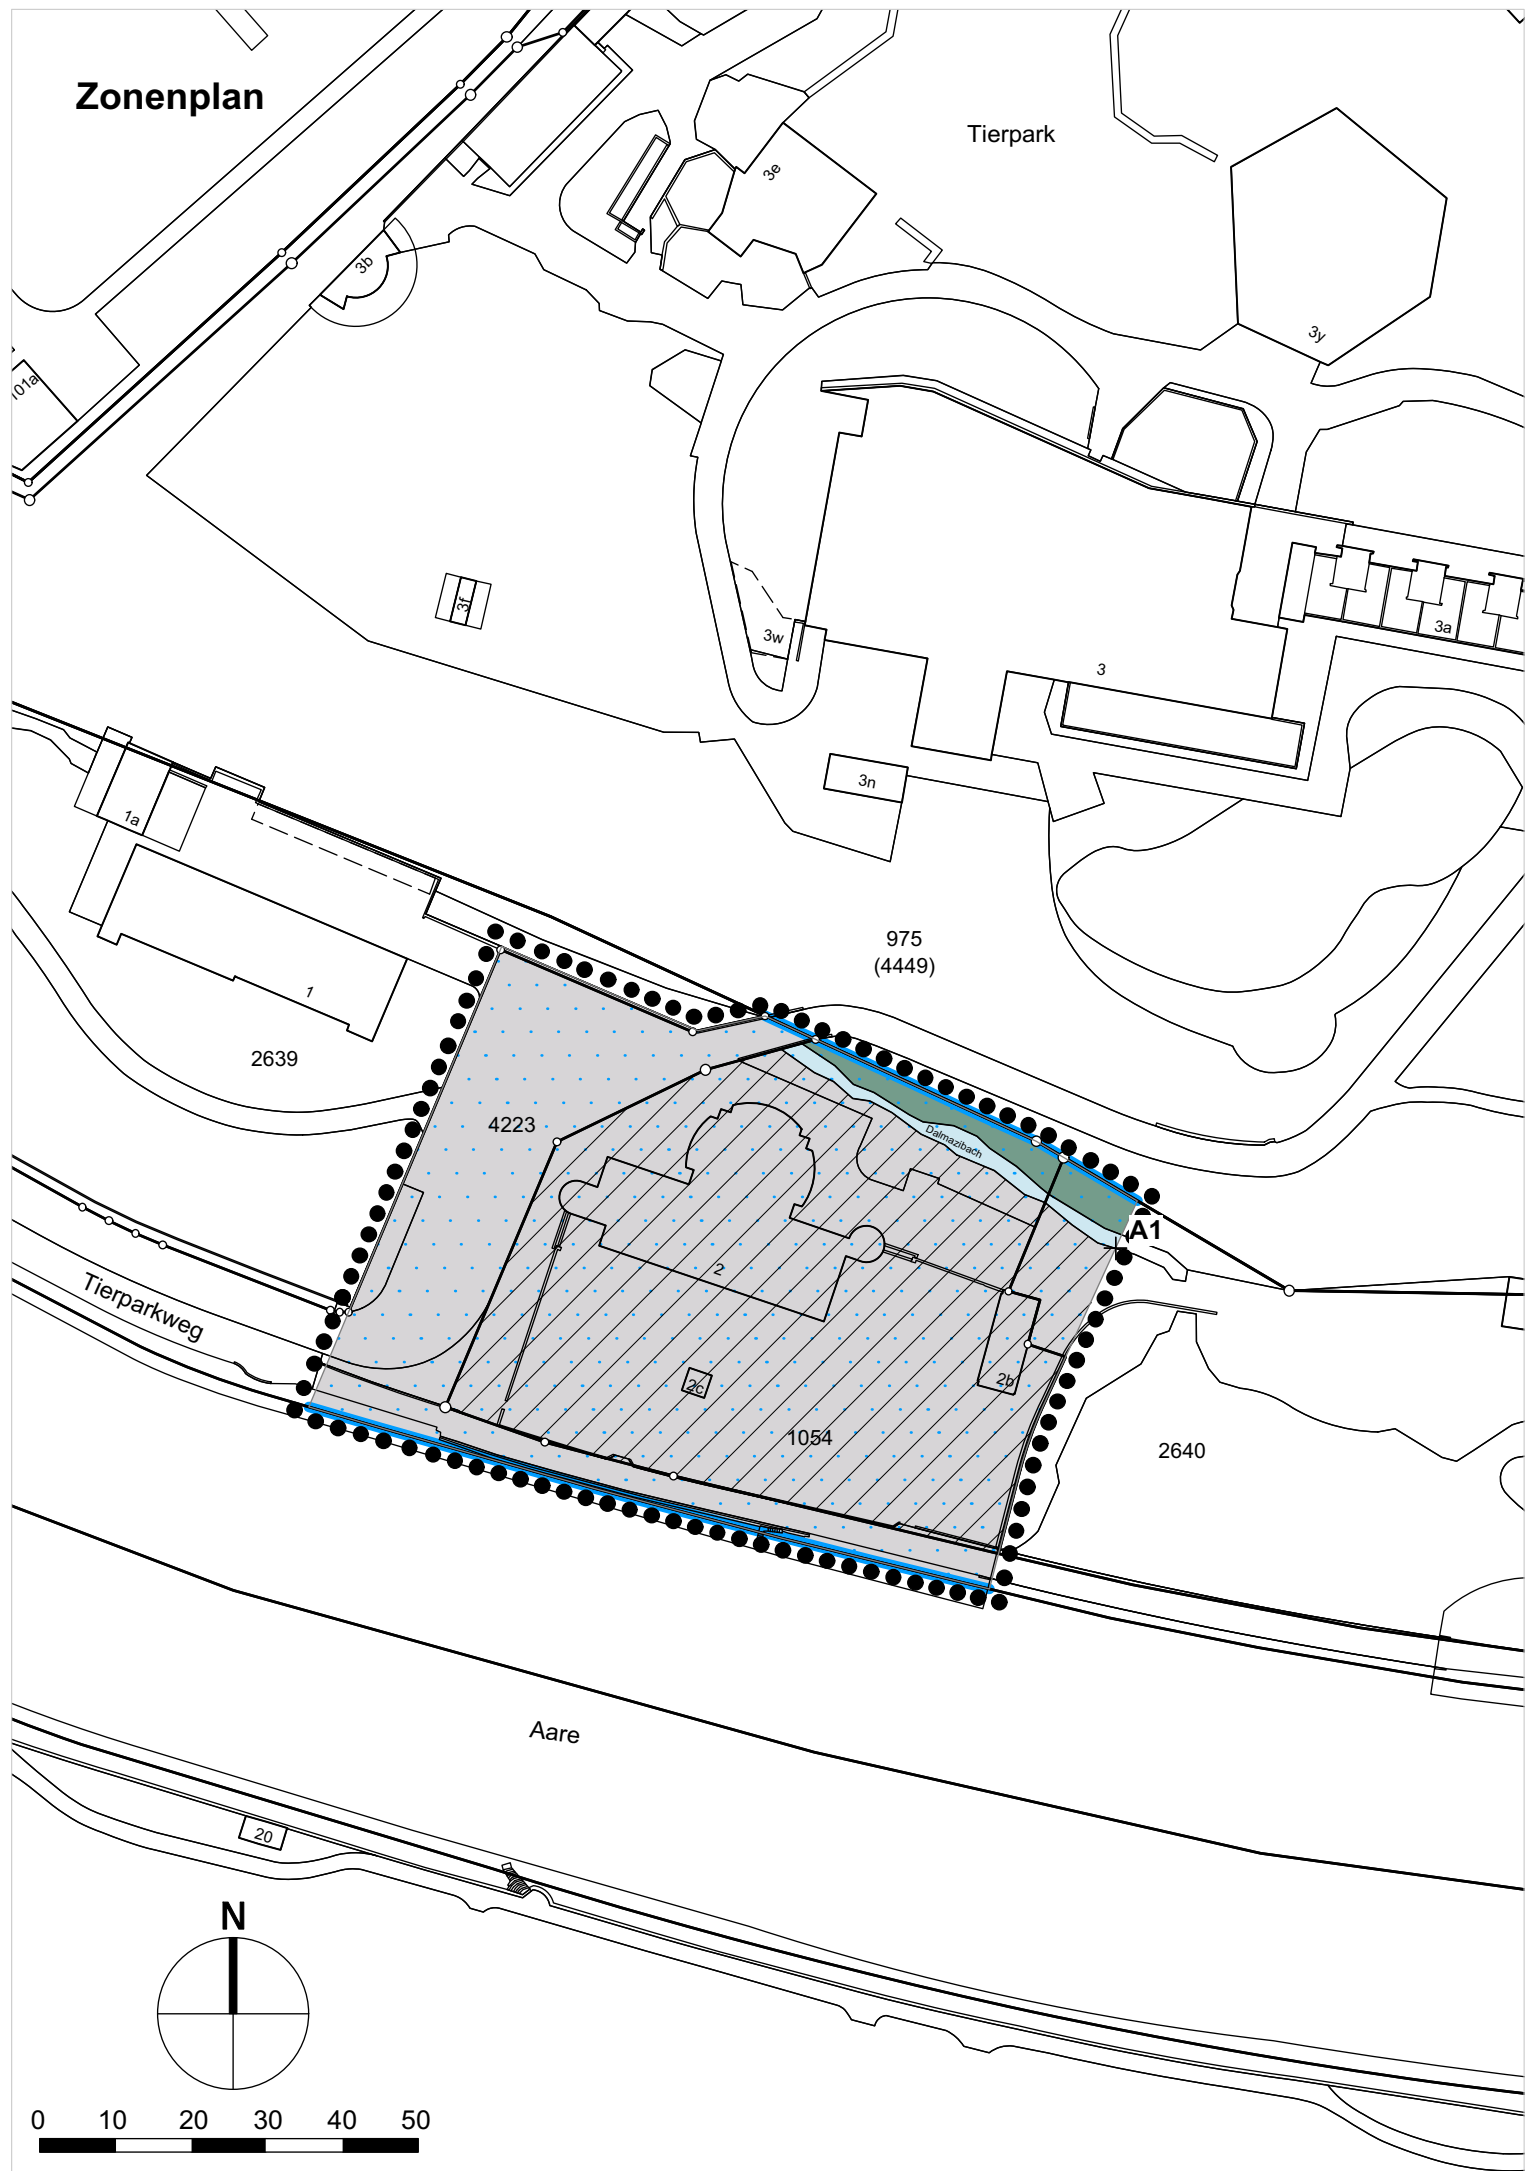 Zonenplan
Tierpark
3e
3b
3y
101a
3f
3w
3
3a
3n
1a
975
(4449)
1
2639
4223
Dalmazibach
A1
2
Tierparkweg
2c
2b
1054
2640
Aare
20
N
0 10 20 30 40 50